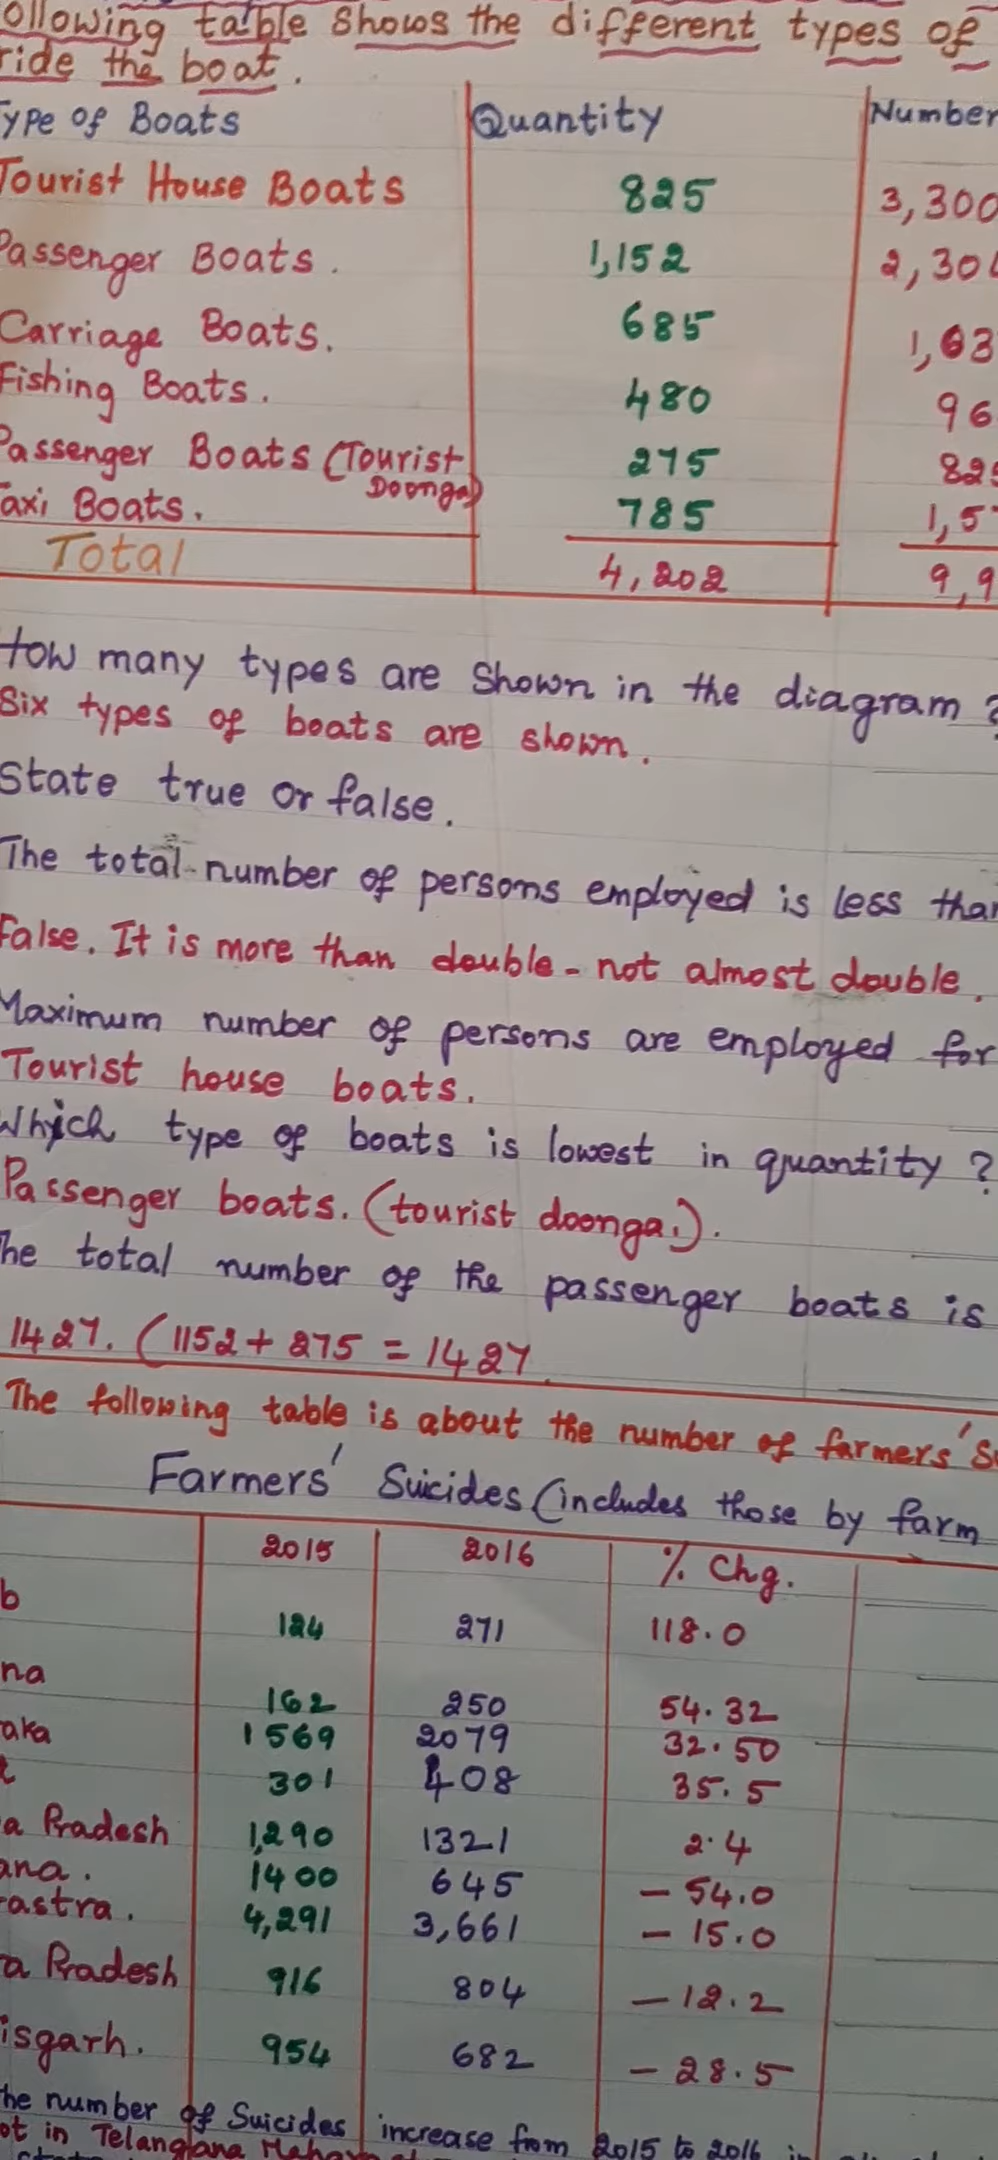 ollowing table shows the different types of
ride the boat.
Type of Boats Quantity Number
Tourist House Boats 825 3,300
Passenger Boats. 1,152 2,30
Carriage Boats. 685 1,63
Fishing Boats. 480 96
Passenger Boats (Tourist Doonga) 275 825
axi Boats. 785 1,5
Total 4,202 9,9
How many types are shown in the diagram ?
Six types of boats are shown.
State true or false.
The total number of persons employed is less than
False. It is more than double - not almost double.
Maximum number of persons are employed for
Tourist house boats.
Which type of boats is lowest in quantity ?
Passenger boats. (tourist doonga.).
he total number of the passenger boats is
1427. (1152 + 275 = 1427
The following table is about the number of farmers' S
Farmers' Suicides (includes those by farm
2015 2016 % Chg.
b 124 271 118.0
na 162 250 54.32
aka 1569 2079 32.50
t 301 408 35.5
a Pradesh 1,290 1321 2.4
ana. 1400 645 - 54.0
astra. 4,291 3,661 - 15.0
a Pradesh 916 804 - 12.2
isgarh. 954 682 - 28.5
he number of Suicides increase from 2015 to 2016 in
ot in Telangana